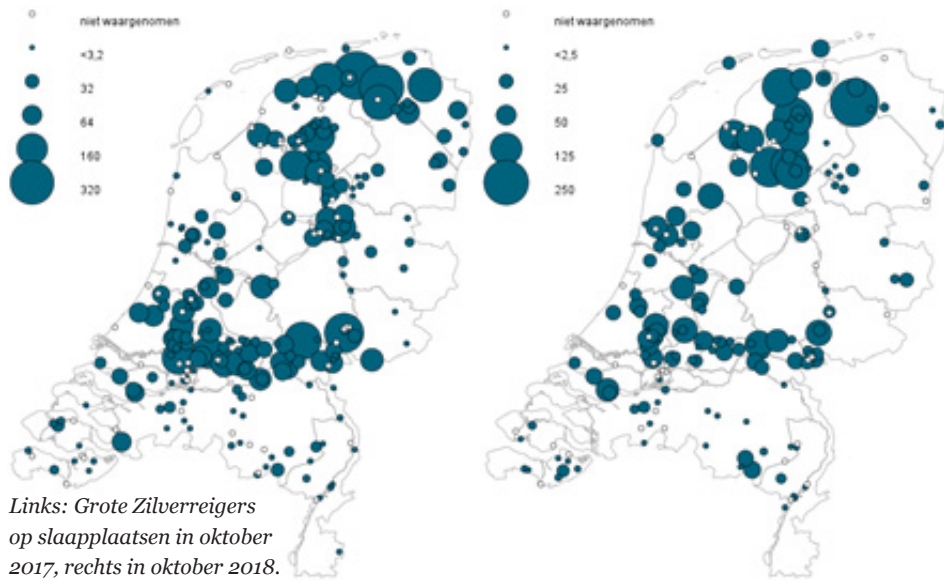 niet waargenomen
<3,2
32
64
160
320
niet waargenomen
<2,5
25
50
125
250
Links: Grote Zilverreigers
op slaapplaatsen in oktober
2017, rechts in oktober 2018.